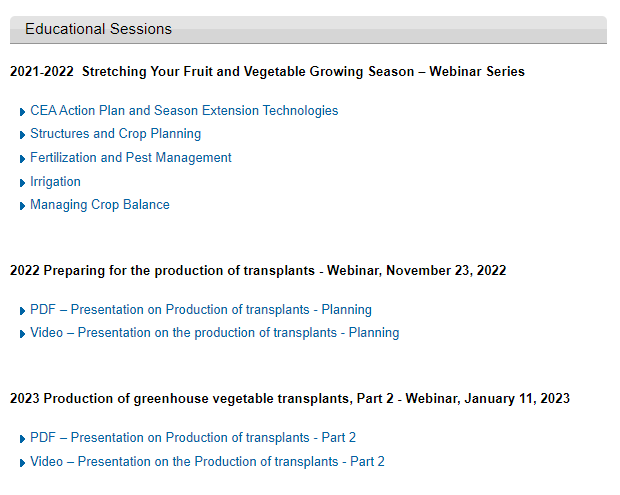 Educational Sessions
2021-2022  Stretching Your Fruit and Vegetable Growing Season – Webinar Series
CEA Action Plan and Season Extension Technologies
Structures and Crop Planning
Fertilization and Pest Management
Irrigation
Managing Crop Balance
2022 Preparing for the production of transplants - Webinar, November 23, 2022
PDF – Presentation on Production of transplants - Planning
Video – Presentation on the production of transplants - Planning
2023 Production of greenhouse vegetable transplants, Part 2 - Webinar, January 11, 2023
PDF – Presentation on Production of transplants - Part 2
Video – Presentation on the Production of transplants - Part 2